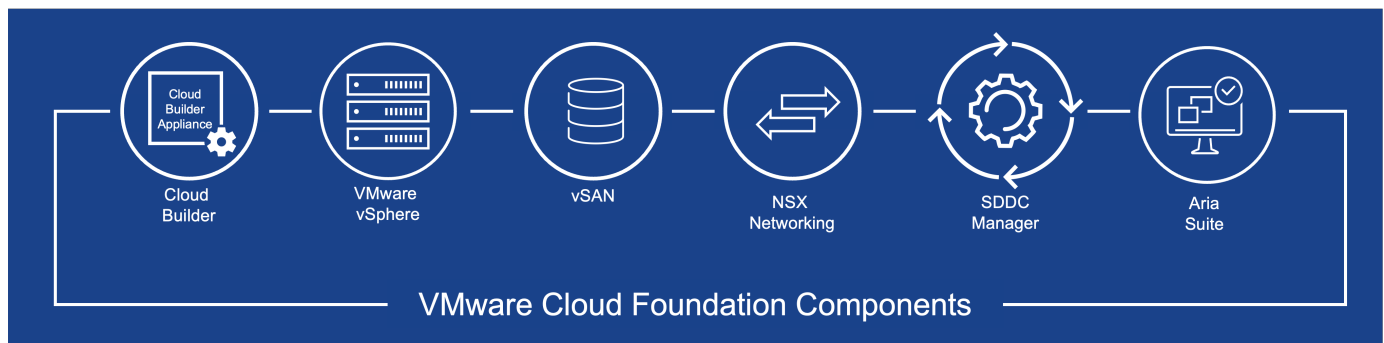 Cloud
Builder
Appliance
Cloud
Builder
VMware
vSphere
vSAN
NSX
Networking
SDDC
Manager
Aria
Suite
VMware Cloud Foundation Components